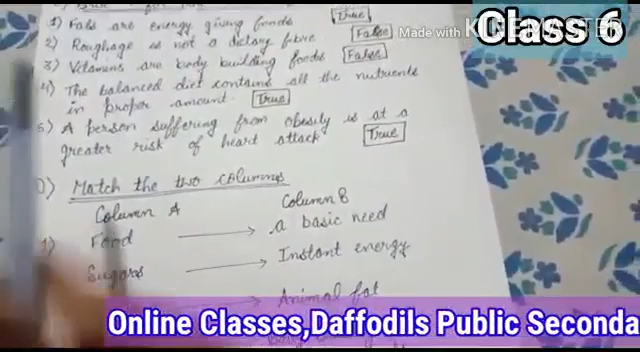 1) Fats are energy giving foods True
2) Roughage is not a dietary fibre False
3) Vitamins are body building foods False
4) The balanced diet contains all the nutrients
in proper amount. True
5) A person suffering from obesity is at a
greater risk of heart attack True
D) Match the two columns
Column A Column B
1) Food → a basic need
Sugars → Instant energy
Animal fat
Made with KINEMASTER
Class 6
Online Classes,Daffodils Public Seconda